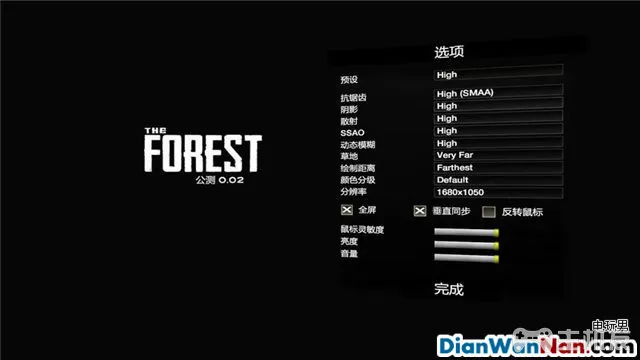 THE
FOREST
公测 0.02
选项
预设 High
抗锯齿 High (SMAA)
阴影 High
散射 High
SSAO High
动态模糊 High
草地 Very Far
绘制距离 Farthest
颜色分级 Default
分辨率 1680x1050
全屏 垂直同步 反转鼠标
鼠标灵敏度
亮度
音量
完成
电玩男
DianWanNan.com